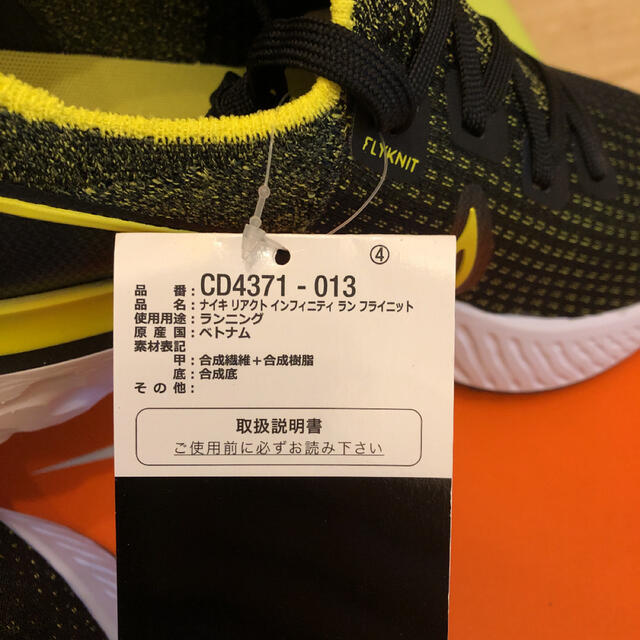 FLYKNIT
④
品番:CD4371-013
品名:ナイキ リアクト インフィニティ ラン フライニット
使用用途:ランニング
原産国:ベトナム
素材表記
甲:合成繊維+合成樹脂
底:合成底
その他:
取扱説明書
ご使用前に必ずお読み下さい